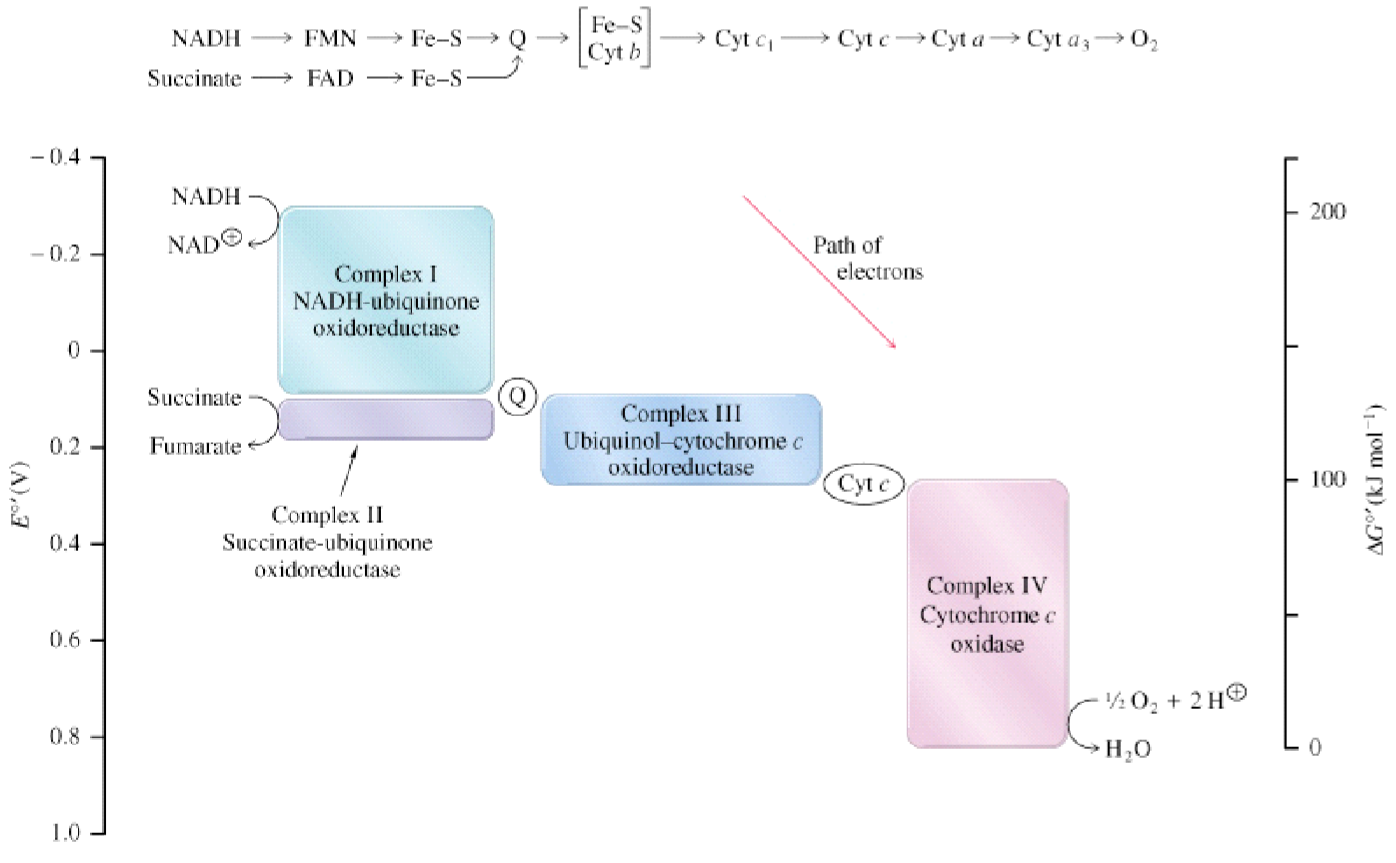 NADH → FMN → Fe–S → Q → [Fe–S Cyt b] → Cyt c₁ → Cyt c → Cyt a → Cyt a₃ → O₂
Succinate → FAD → Fe–S
– 0.4
– 0.2
0
0.2
0.4
0.6
0.8
1.0
E°′ (V)
NADH
NAD⊕
Complex I
NADH-ubiquinone
oxidoreductase
Succinate
Fumarate
Complex II
Succinate-ubiquinone
oxidoreductase
Q
Path of
electrons
Complex III
Ubiquinol–cytochrome c
oxidoreductase
Cyt c
Complex IV
Cytochrome c
oxidase
½ O₂ + 2 H⊕
H₂O
200
100
0
ΔG°′ (kJ mol⁻¹)